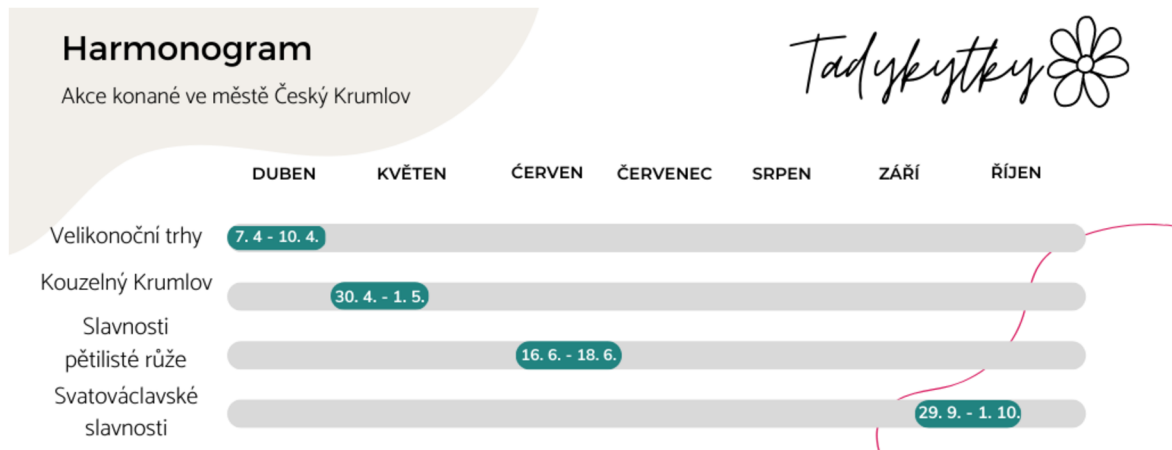 Harmonogram
Tadykytky
Akce konané ve městě Český Krumlov
DUBEN KVĚTEN ĆERVEN ČERVENEC SRPEN ZÁŘÍ ŘÍJEN
Velikonoční trhy 7. 4 - 10. 4.
Kouzelný Krumlov 30. 4. - 1. 5.
Slavnosti
pětilisté růže 16. 6. - 18. 6.
Svatováclavské
slavnosti 29. 9. - 1. 10.